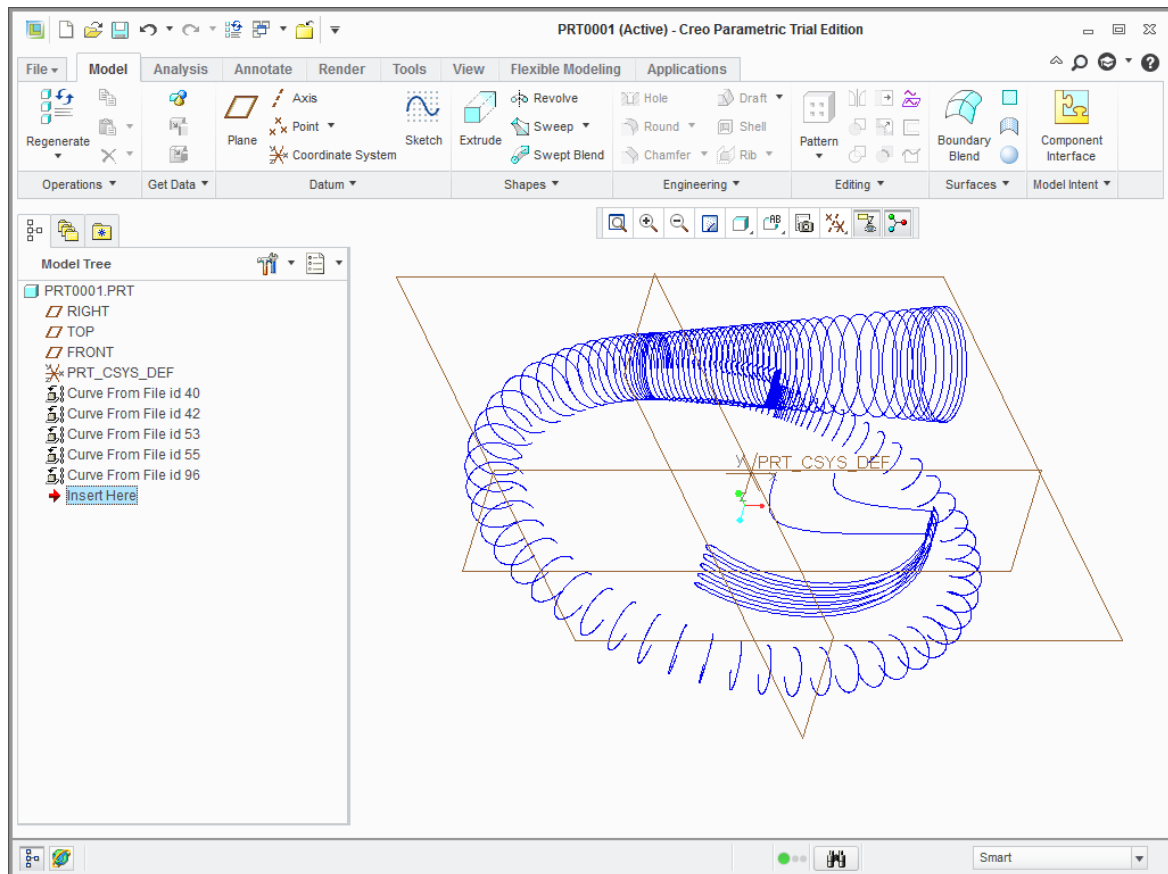 PRT0001 (Active) - Creo Parametric Trial Edition
File Model Analysis Annotate Render Tools View Flexible Modeling Applications
Regenerate
Plane
Axis
Point
Coordinate System
Sketch
Extrude
Revolve
Sweep
Swept Blend
Hole
Round
Chamfer
Draft
Shell
Rib
Pattern
Boundary
Blend
Component
Interface
Operations Get Data Datum Shapes Engineering Editing Surfaces Model Intent
Model Tree
PRT0001.PRT
RIGHT
TOP
FRONT
PRT_CSYS_DEF
Curve From File id 40
Curve From File id 42
Curve From File id 53
Curve From File id 55
Curve From File id 96
Insert Here
Y PRT_CSYS_DEF
X
Z
Smart